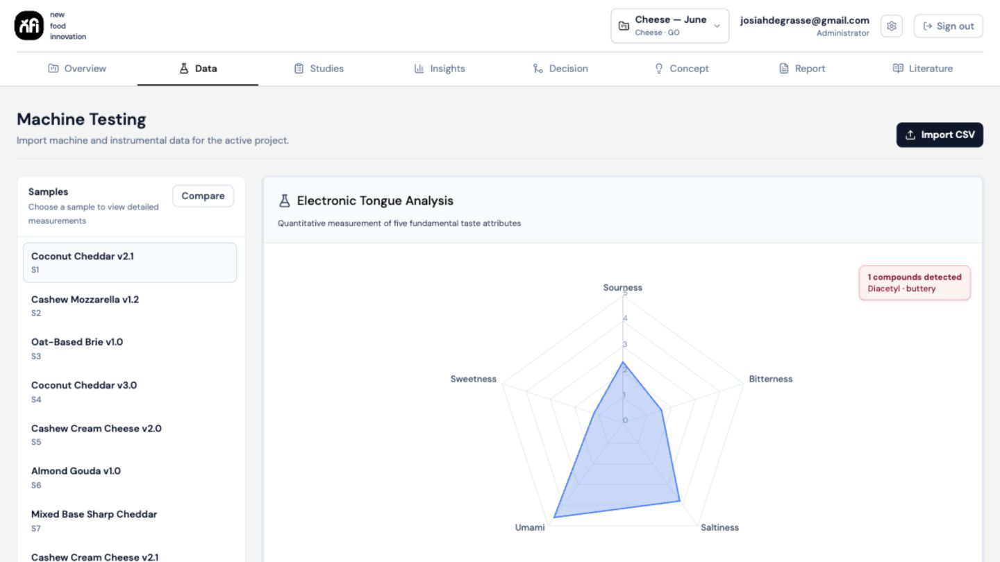 nfi
new
food
innovation
Cheese — June
Cheese · GO
josiahdegrasse@gmail.com
Administrator
Sign out
Overview
Data
Studies
Insights
Decision
Concept
Report
Literature
Machine Testing
Import machine and instrumental data for the active project.
Import CSV
Samples
Choose a sample to view detailed
measurements
Compare
Coconut Cheddar v2.1
S1
Cashew Mozzarella v1.2
S2
Oat-Based Brie v1.0
S3
Coconut Cheddar v3.0
S4
Cashew Cream Cheese v2.0
S5
Almond Gouda v1.0
S6
Mixed Base Sharp Cheddar
S7
Cashew Cream Cheese v2.1
Electronic Tongue Analysis
Quantitative measurement of five fundamental taste attributes
1 compounds detected
Diacetyl · buttery
Sourness
5
4
3
2
1
0
Sweetness
Bitterness
Umami
Saltiness